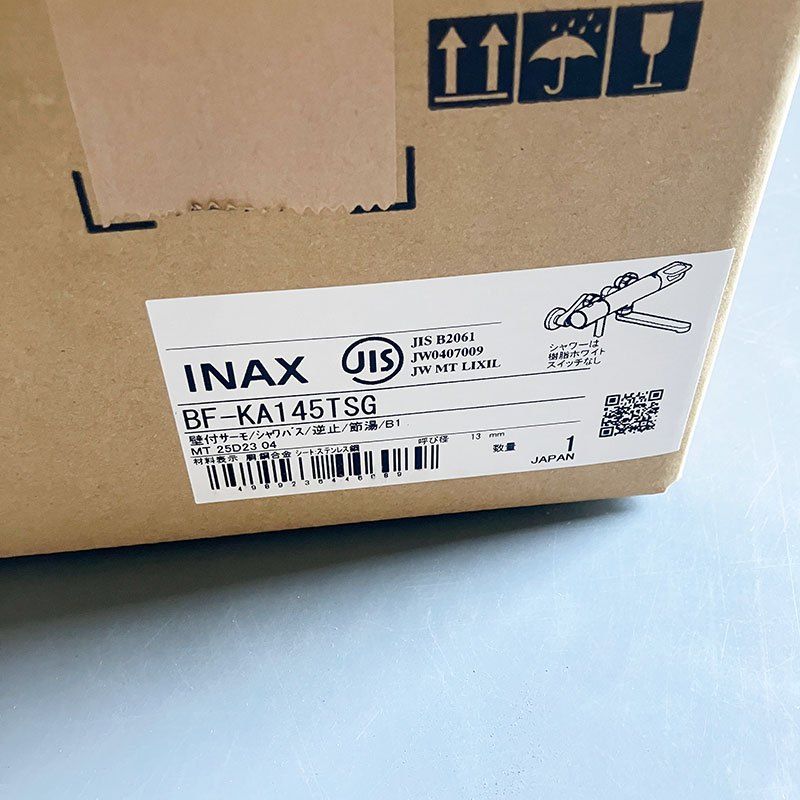 INAX
JIS
JIS B2061
JW0407009
JW MT LIXIL
シャワーは
樹脂ホワイト
スイッチなし
BF-KA145TSG
壁付サーモ/シャワバス/逆止/節湯/B1
MT 25D23 04
呼び径 13 mm
数量 1
材料表示 胴:銅合金 シート:ステンレス鋼
JAPAN